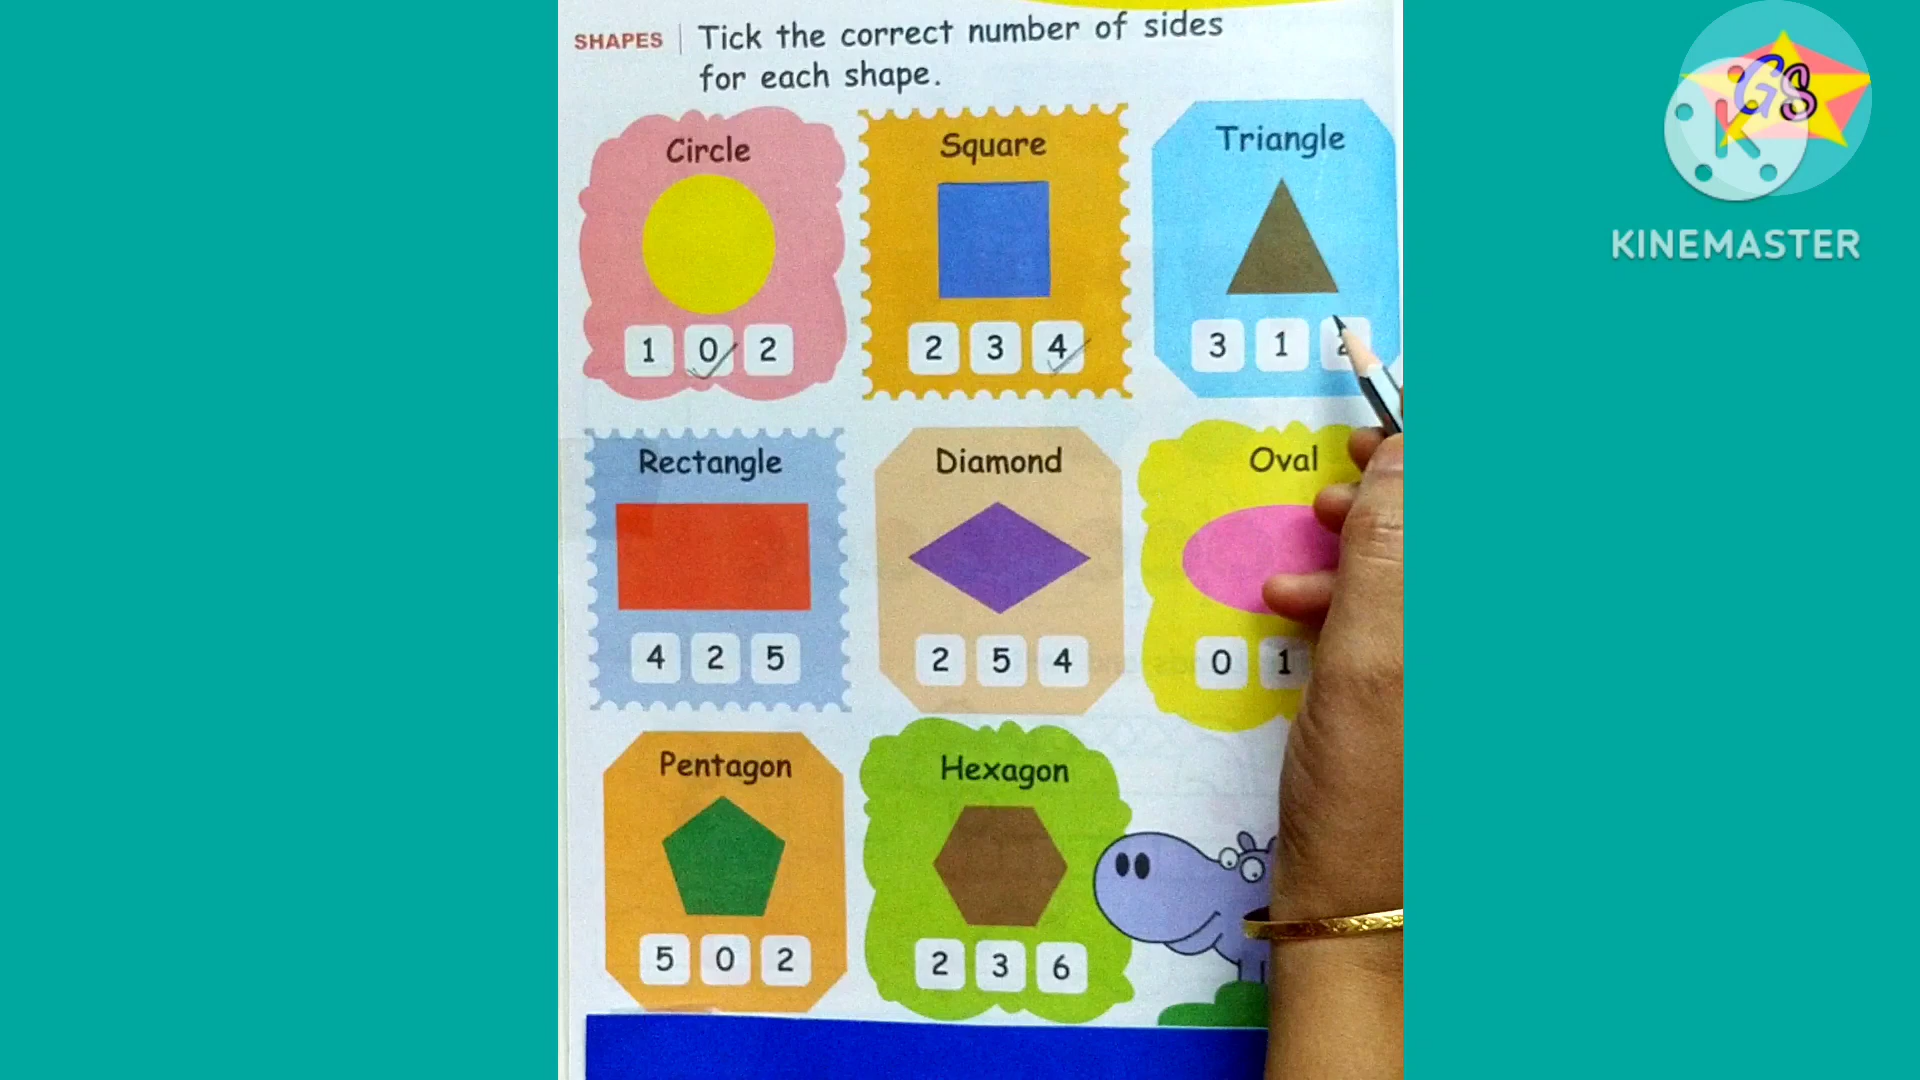 SHAPES | Tick the correct number of sides
for each shape.
Circle
1 0 2
Square
2 3 4
Triangle
3 1 2
Rectangle
4 2 5
Diamond
2 5 4
Oval
0 1
Pentagon
5 0 2
Hexagon
2 3 6
GS
K
KINEMASTER